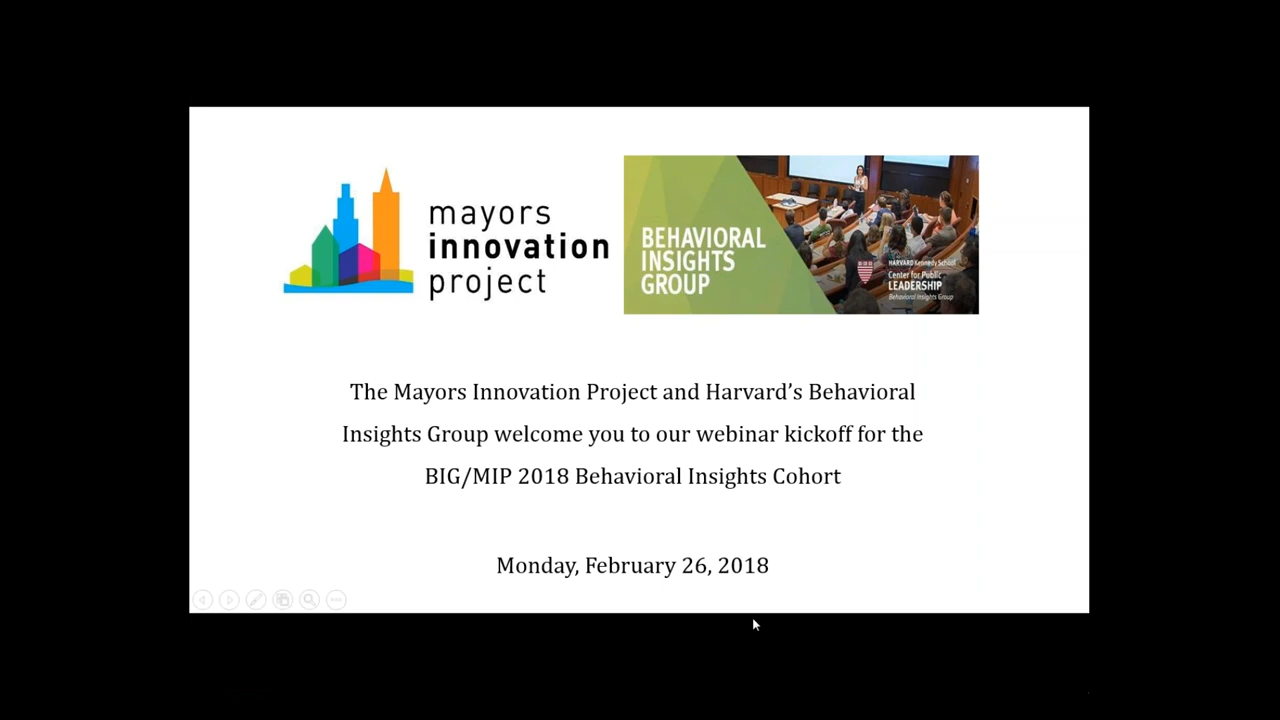 mayors
innovation
project
BEHAVIORAL
INSIGHTS
GROUP
HARVARD Kennedy School
Center for Public
LEADERSHIP
Behavioral Insights Group
The Mayors Innovation Project and Harvard’s Behavioral
Insights Group welcome you to our webinar kickoff for the
BIG/MIP 2018 Behavioral Insights Cohort
Monday, February 26, 2018